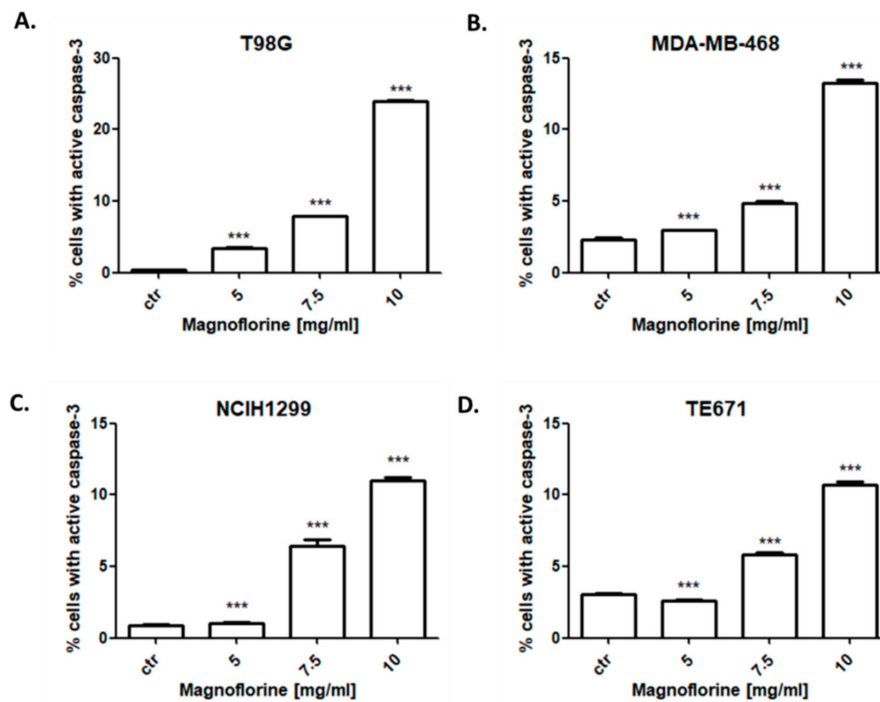 A.
T98G
% cells with active caspase-3
30
20
10
0
***
***
***
ctr
5
7.5
10
Magnoflorine [mg/ml]
B.
MDA-MB-468
% cells with active caspase-3
15
10
5
0
***
***
***
ctr
5
7.5
10
Magnoflorine [mg/ml]
C.
NCIH1299
% cells with active caspase-3
15
10
5
0
***
***
***
ctr
5
7.5
10
Magnoflorine [mg/ml]
D.
TE671
% cells with active caspase-3
15
10
5
0
***
***
***
ctr
5
7.5
10
Magnoflorine [mg/ml]